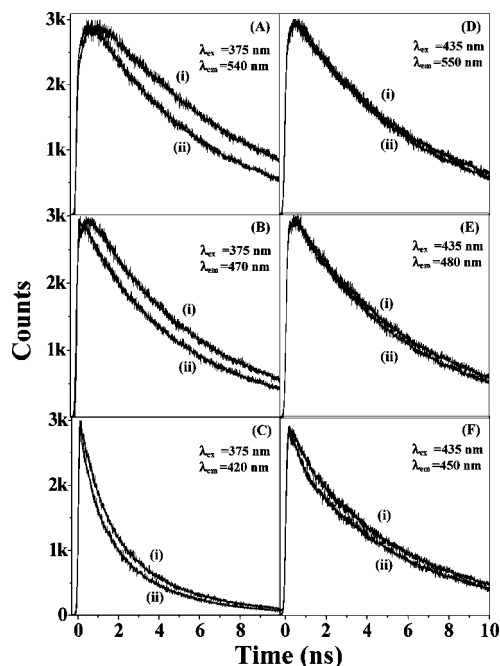 Counts
(A)
λex =375 nm
λem=540 nm
(i)
(ii)
3k
2k
1k
0
(D)
λex =435 nm
λem=550 nm
(i)
(ii)
(B)
λex =375 nm
λem=470 nm
(i)
(ii)
3k
2k
1k
(E)
λex =435 nm
λem=480 nm
(i)
(ii)
(C)
λex =375 nm
λem=420 nm
(i)
(ii)
3k
2k
1k
0
(F)
λex =435 nm
λem=450 nm
(i)
(ii)
0 2 4 6 8 0 2 4 6 8 10
Time (ns)